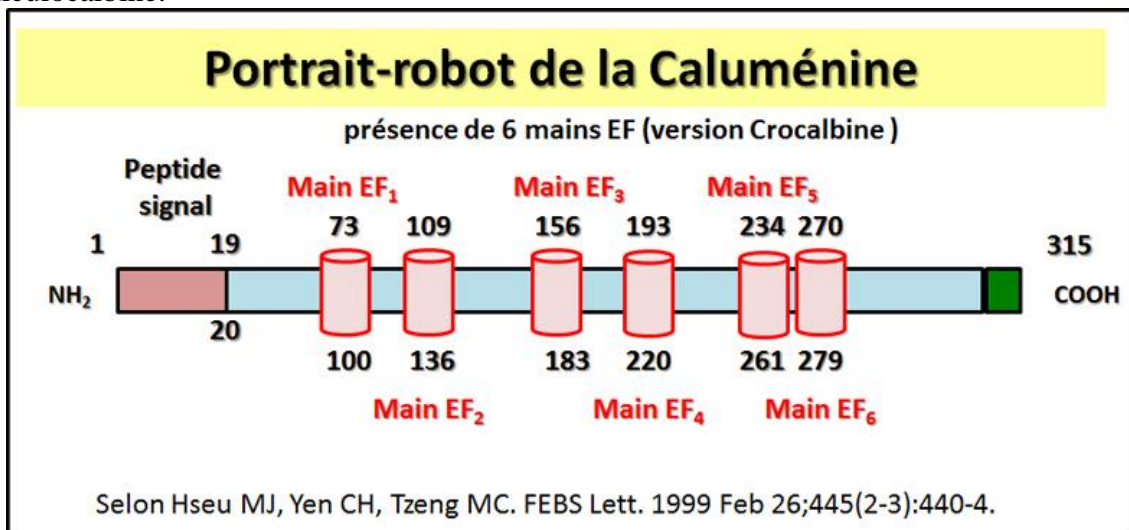 Portrait-robot de la Caluménine
présence de 6 mains EF (version Crocalbine )
Peptide
signal
Main EF₁ Main EF₃ Main EF₅
1 19 73 109 156 193 234 270 315
NH₂ COOH
20 100 136 183 220 261 279
Main EF₂ Main EF₄ Main EF₆
Selon Hseu MJ, Yen CH, Tzeng MC. FEBS Lett. 1999 Feb 26;445(2-3):440-4.